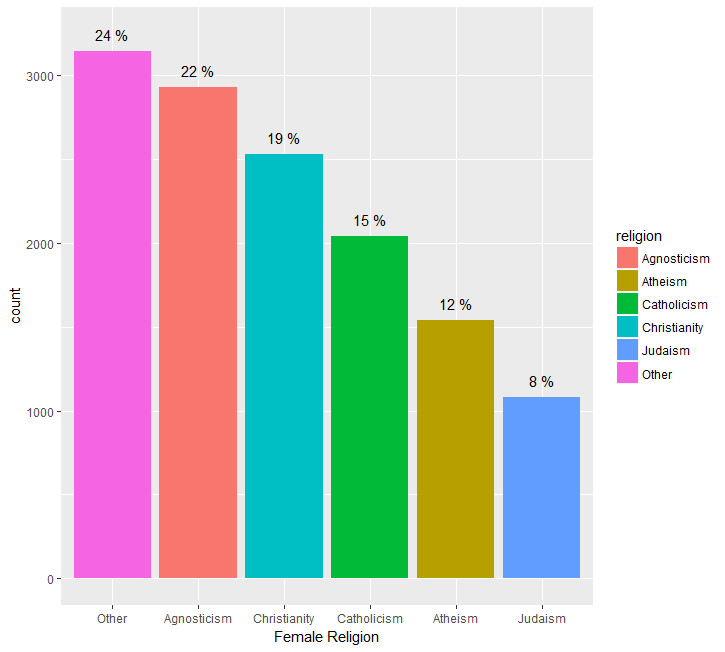 24 %
22 %
19 %
15 %
12 %
8 %
3000
2000
1000
0
count
Other Agnosticism Christianity Catholicism Atheism Judaism
Female Religion
religion
Agnosticism
Atheism
Catholicism
Christianity
Judaism
Other